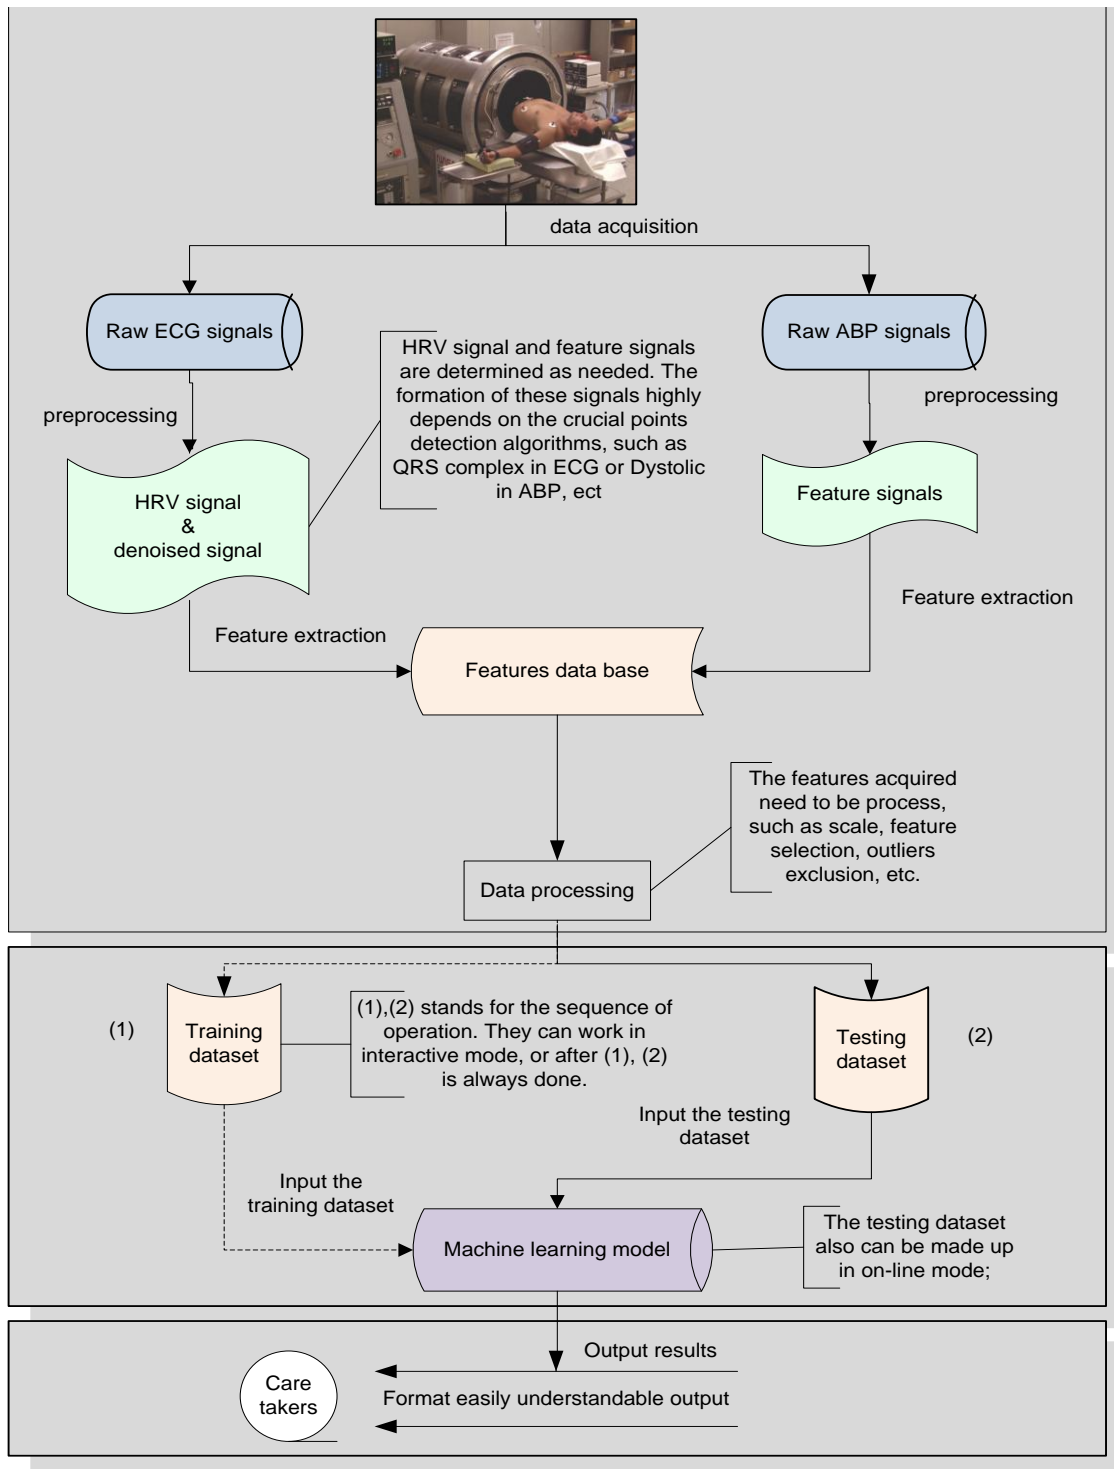 data acquisition
Raw ECG signals
Raw ABP signals
preprocessing
HRV signal and feature signals
are determined as needed. The
formation of these signals highly
depends on the crucial points
detection algorithms, such as
QRS complex in ECG or Dystolic
in ABP, ect
preprocessing
HRV signal
&
denoised signal
Feature signals
Feature extraction
Feature extraction
Features data base
The features acquired
need to be process,
such as scale, feature
selection, outliers
exclusion, etc.
Data processing
(1)
Training
dataset
(1),(2) stands for the sequence of
operation. They can work in
interactive mode, or after (1), (2)
is always done.
Testing
dataset
(2)
Input the testing
dataset
Input the
training dataset
Machine learning model
The testing dataset
also can be made up
in on-line mode;
Output results
Care
takers
Format easily understandable output